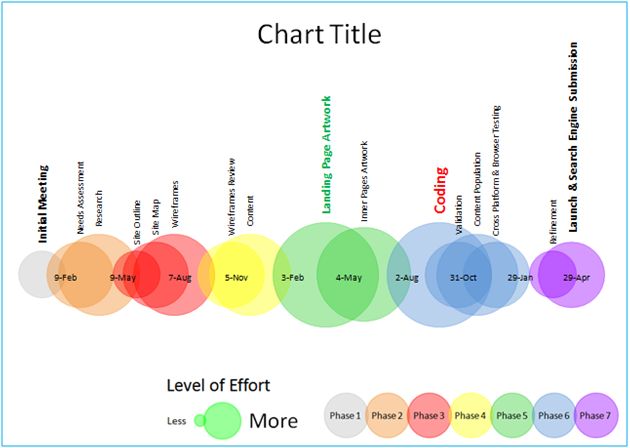 Chart Title
Initial Meeting
Needs Assessment
Research
Site Outline
Site Map
Wireframes
Wireframes Review
Content
Landing Page Artwork
Inner Pages Artwork
Coding
Validation
Content Population
Cross Platform & Browser Testing
Refinement
Launch & Search Engine Submission
9-Feb
9-May
7-Aug
5-Nov
3-Feb
4-May
2-Aug
31-Oct
29-Jan
29-Apr
Level of Effort
Less
More
Phase 1
Phase 2
Phase 3
Phase 4
Phase 5
Phase 6
Phase 7